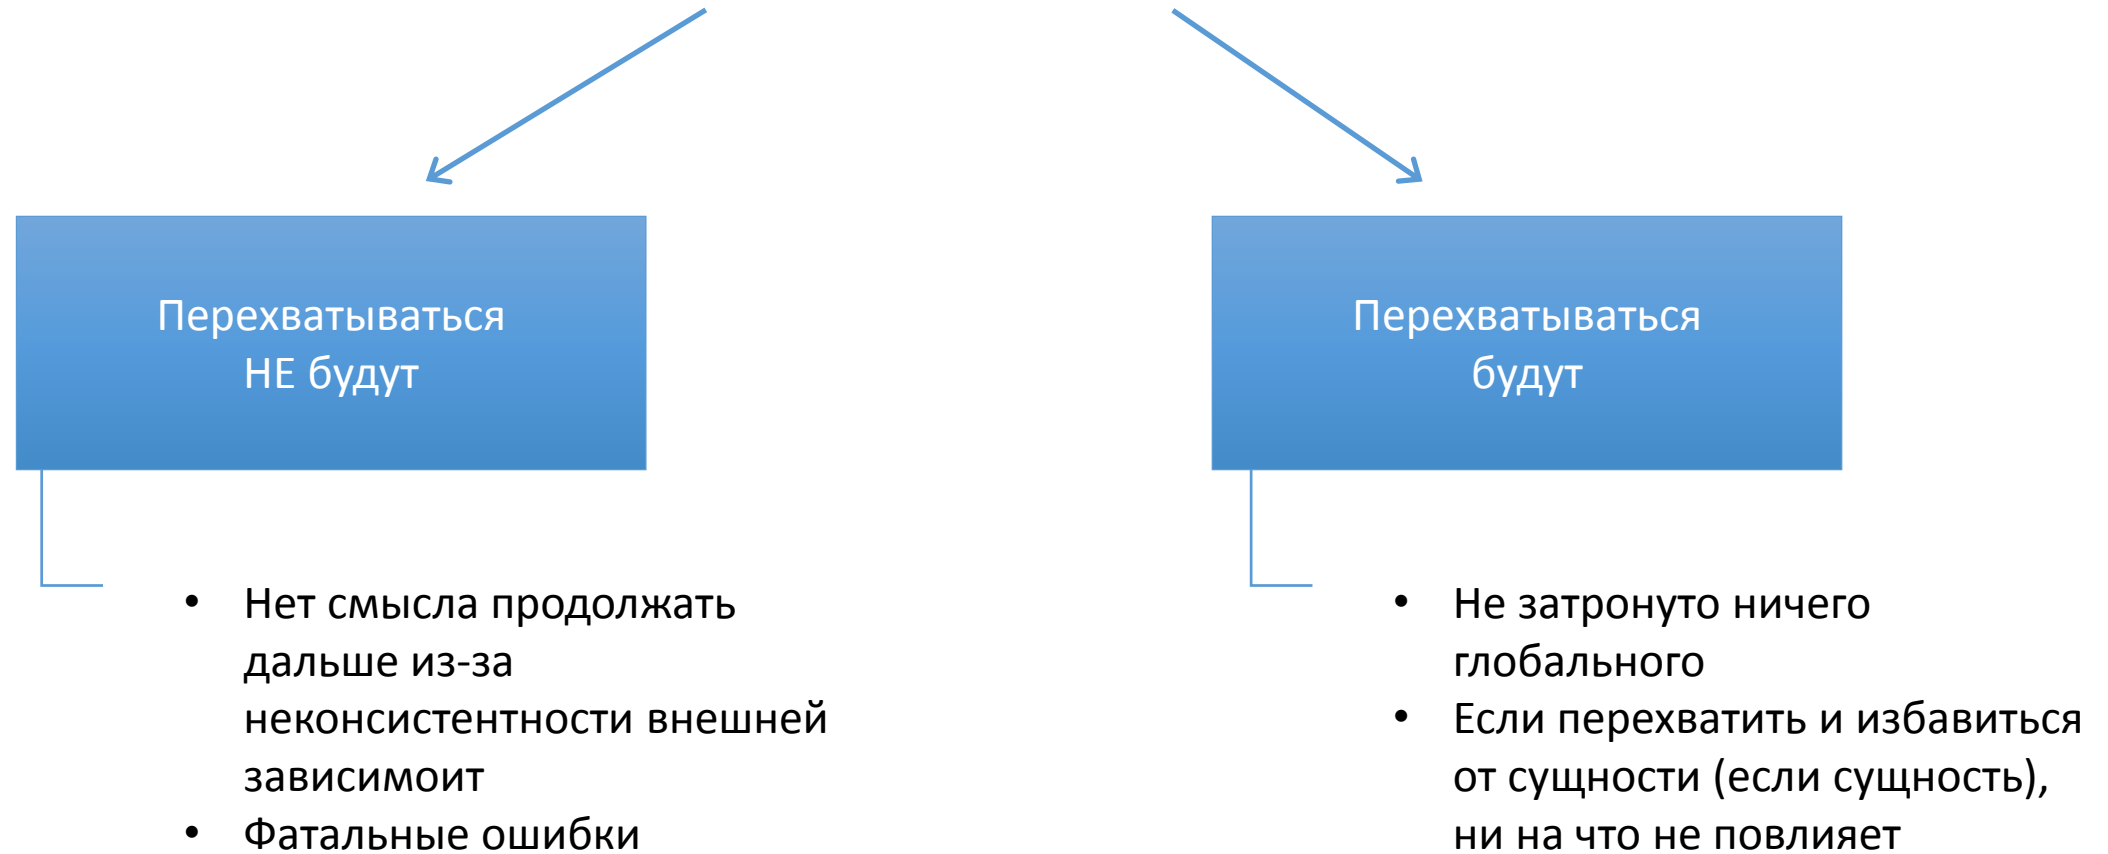 Перехватываться
НЕ будут
Перехватываться
будут
• Нет смысла продолжать
дальше из-за
неконсистентности внешней
зависимоит
• Фатальные ошибки
• Не затронуто ничего
глобального
• Если перехватить и избавиться
от сущности (если сущность),
ни на что не повлияет